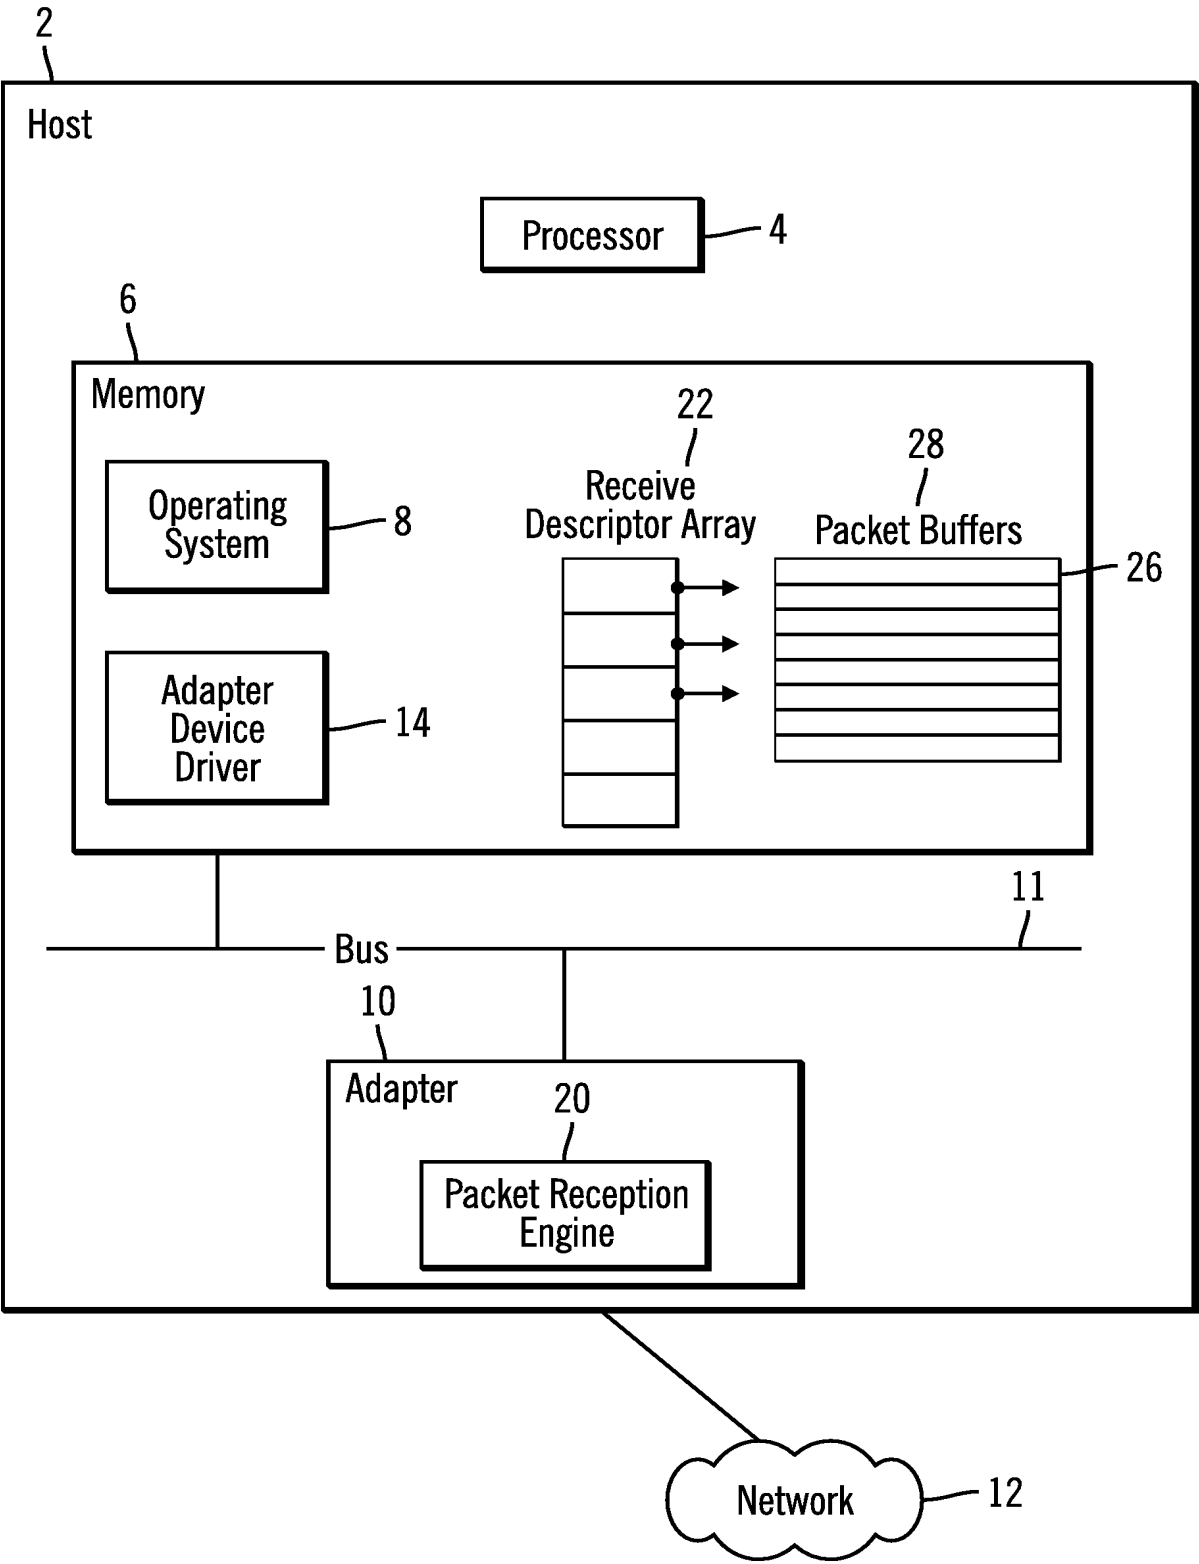 2
Host
Processor
4
6
Memory
22
28
Receive
Descriptor Array
Packet Buffers
Operating
System
8
26
Adapter
Device
Driver
14
11
Bus
10
Adapter
20
Packet Reception
Engine
Network
12